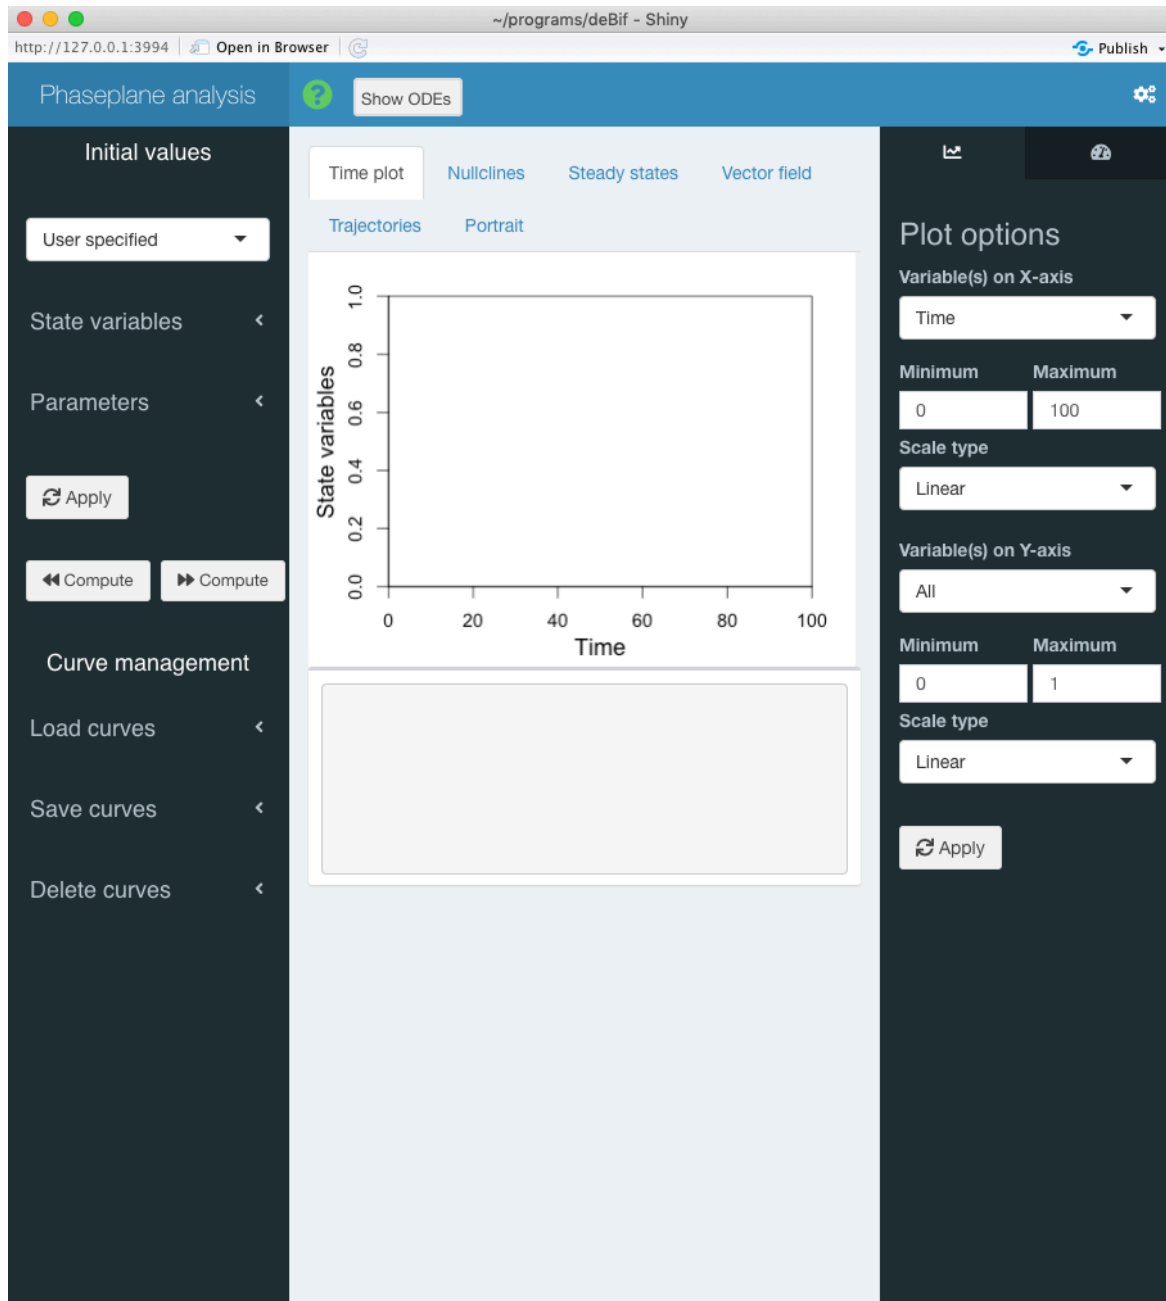 ~/programs/deBif - Shiny
http://127.0.0.1:3994 Open in Browser Publish
Phaseplane analysis ? Show ODEs
Initial values
User specified
State variables
Parameters
Apply
Compute Compute
Curve management
Load curves
Save curves
Delete curves
Time plot Nullclines Steady states Vector field
Trajectories Portrait
State variables
1.0
0.8
0.6
0.4
0.2
0.0
0 20 40 60 80 100
Time
Plot options
Variable(s) on X-axis
Time
Minimum Maximum
0 100
Scale type
Linear
Variable(s) on Y-axis
All
Minimum Maximum
0 1
Scale type
Linear
Apply